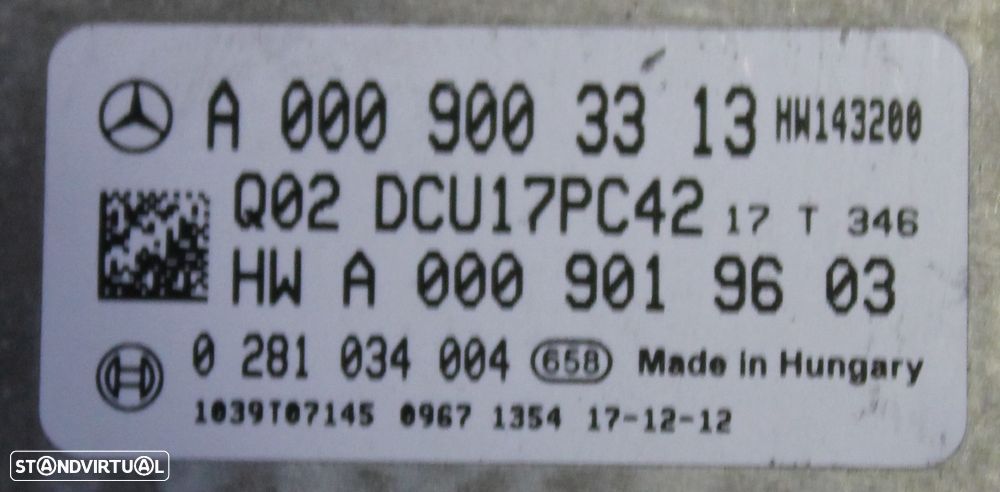 A 000 900 33 13 HW143200
Q02 DCU17PC42 17 T 346
HW A 000 901 96 03
0 281 034 004 658 Made in Hungary
1039T07145 0967 1354 17-12-12
STANDVIRTUAL